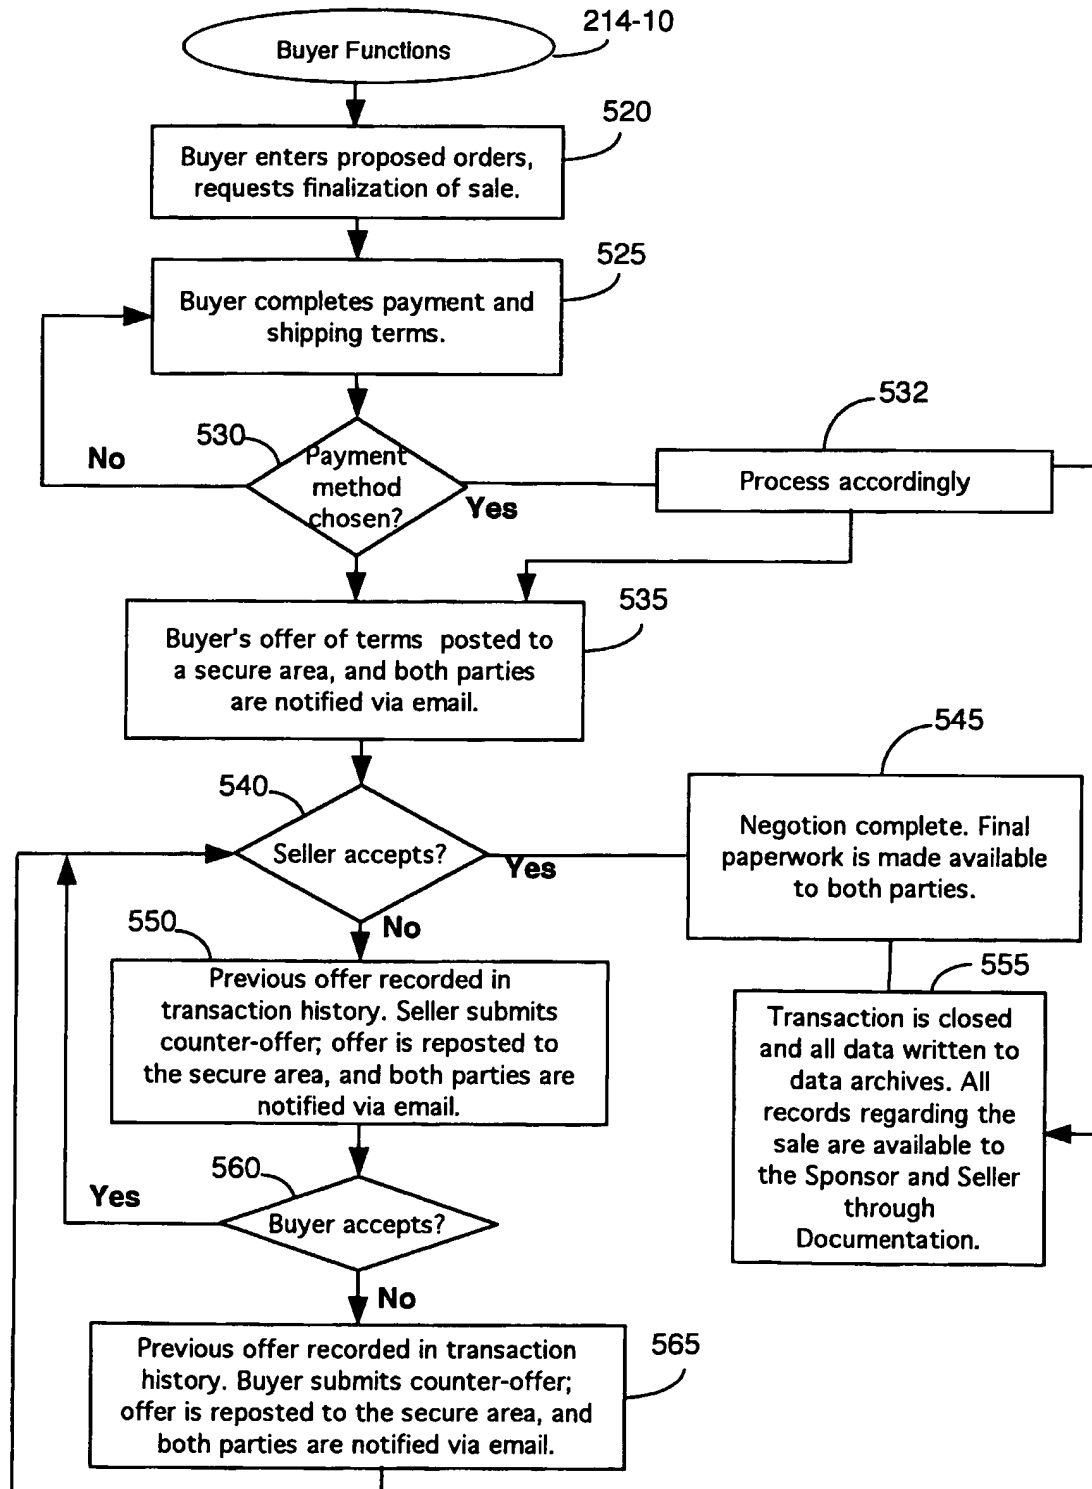 214-10
Buyer Functions
520
Buyer enters proposed orders,
requests finalization of sale.
525
Buyer completes payment and
shipping terms.
530
No
Payment
method
chosen?
Yes
532
Process accordingly
535
Buyer's offer of terms posted to
a secure area, and both parties
are notified via email.
540
Seller accepts?
Yes
No
545
Negotion complete. Final
paperwork is made available
to both parties.
550
Previous offer recorded in
transaction history. Seller submits
counter-offer; offer is reposted to
the secure area, and both parties are
notified via email.
555
Transaction is closed
and all data written to
data archives. All
records regarding the
sale are available to
the Sponsor and Seller
through
Documentation.
560
Yes
Buyer accepts?
No
565
Previous offer recorded in transaction
history. Buyer submits counter-offer;
offer is reposted to the secure area, and
both parties are notified via email.